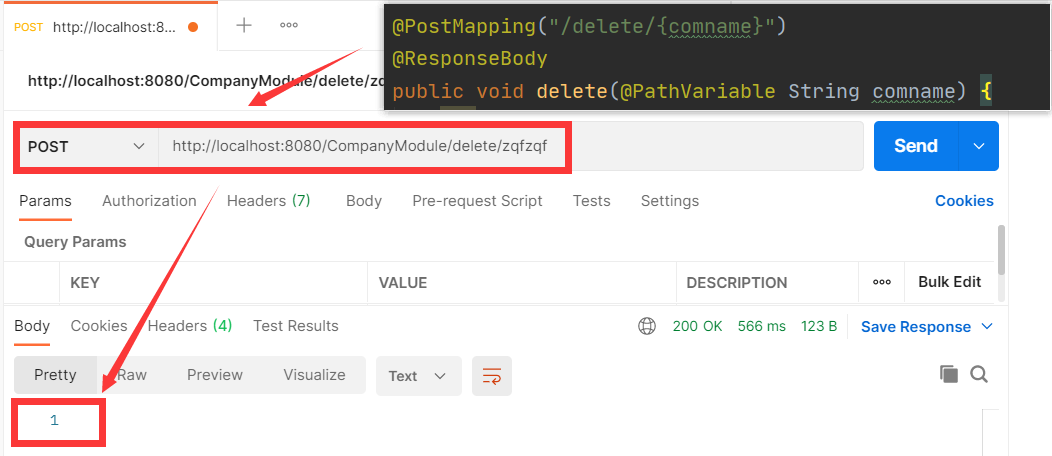 POST http://localhost:8...
@PostMapping("/delete/{comname}")
@ResponseBody
public void delete(@PathVariable String comname) {
http://localhost:8080/CompanyModule/delete/zq
POST http://localhost:8080/CompanyModule/delete/zqfzqf Send
Params Authorization Headers (7) Body Pre-request Script Tests Settings Cookies
Query Params
KEY VALUE DESCRIPTION Bulk Edit
Body Cookies Headers (4) Test Results 200 OK 566 ms 123 B Save Response
Pretty Raw Preview Visualize Text
1